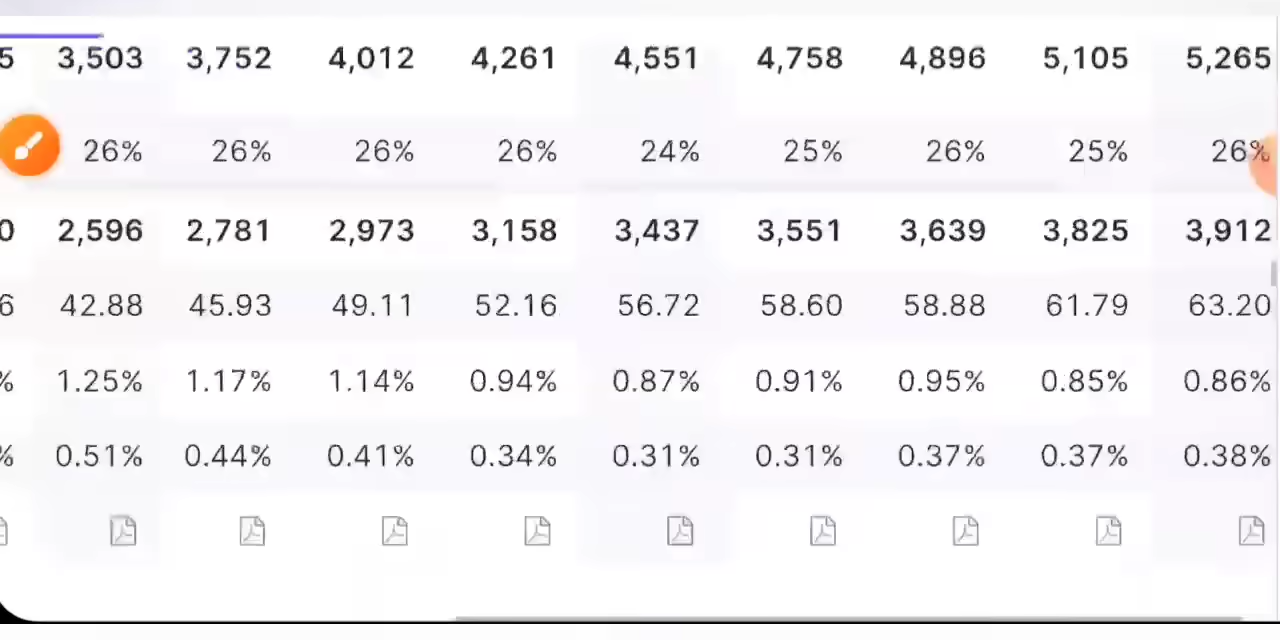 5 3,503 3,752 4,012 4,261 4,551 4,758 4,896 5,105 5,265
26% 26% 26% 26% 24% 25% 26% 25% 26%
0 2,596 2,781 2,973 3,158 3,437 3,551 3,639 3,825 3,912
6 42.88 45.93 49.11 52.16 56.72 58.60 58.88 61.79 63.20
% 1.25% 1.17% 1.14% 0.94% 0.87% 0.91% 0.95% 0.85% 0.86%
% 0.51% 0.44% 0.41% 0.34% 0.31% 0.31% 0.37% 0.37% 0.38%